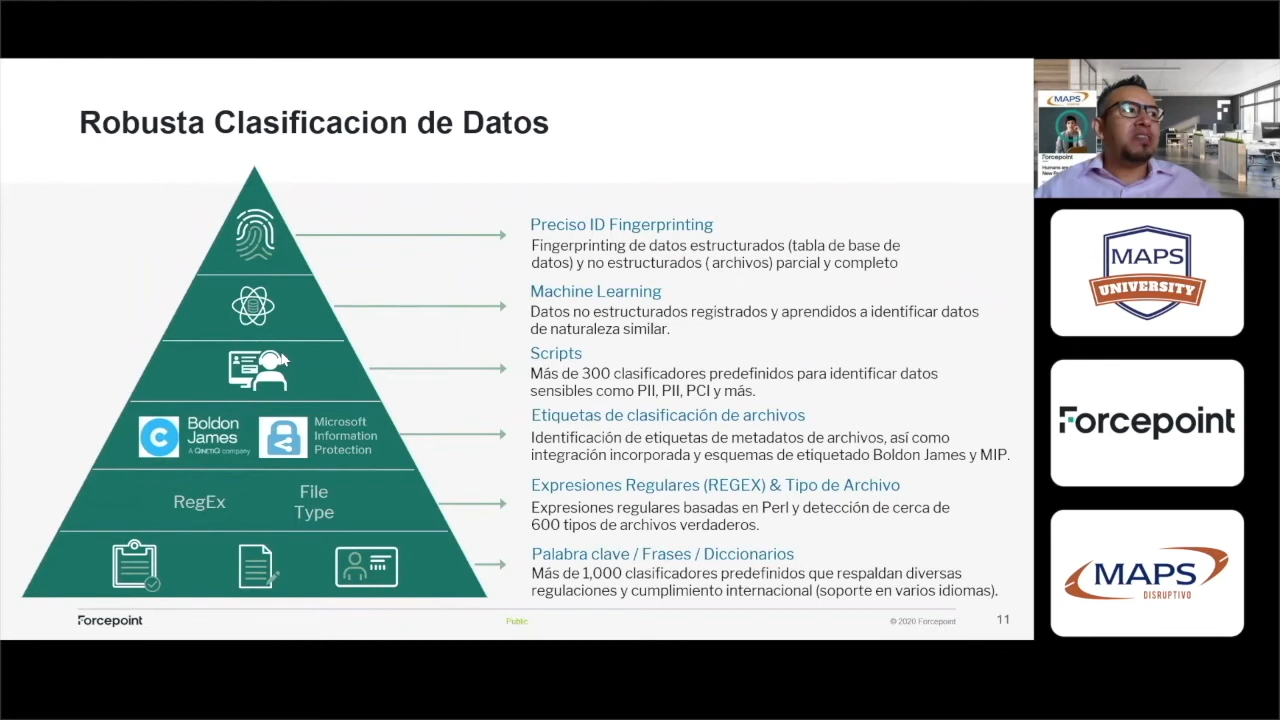 Robusta Clasificacion de Datos
Preciso ID Fingerprinting
Fingerprinting de datos estructurados (tabla de base de
datos) y no estructurados ( archivos) parcial y completo
Machine Learning
Datos no estructurados registrados y aprendidos a identificar datos
de naturaleza similar.
Scripts
Más de 300 clasificadores predefinidos para identificar datos
sensibles como PII, PII, PCI y más.
Boldon
James
A QINETIQ company
Microsoft
Information
Protection
Etiquetas de clasificación de archivos
Identificación de etiquetas de metadatos de archivos, así como
integración incorporada y esquemas de etiquetado Boldon James y MIP.
RegEx
File
Type
Expresiones Regulares (REGEX) & Tipo de Archivo
Expresiones regulares basadas en Perl y detección de cerca de
600 tipos de archivos verdaderos.
Palabra clave / Frases / Diccionarios
Más de 1,000 clasificadores predefinidos que respaldan diversas
regulaciones y cumplimiento internacional (soporte en varios idiomas).
Forcepoint
Public
© 2020 Forcepoint
11
MAPS
Forcepoint
MAPS
UNIVERSITY
Forcepoint
MAPS
DISRUPTIVO